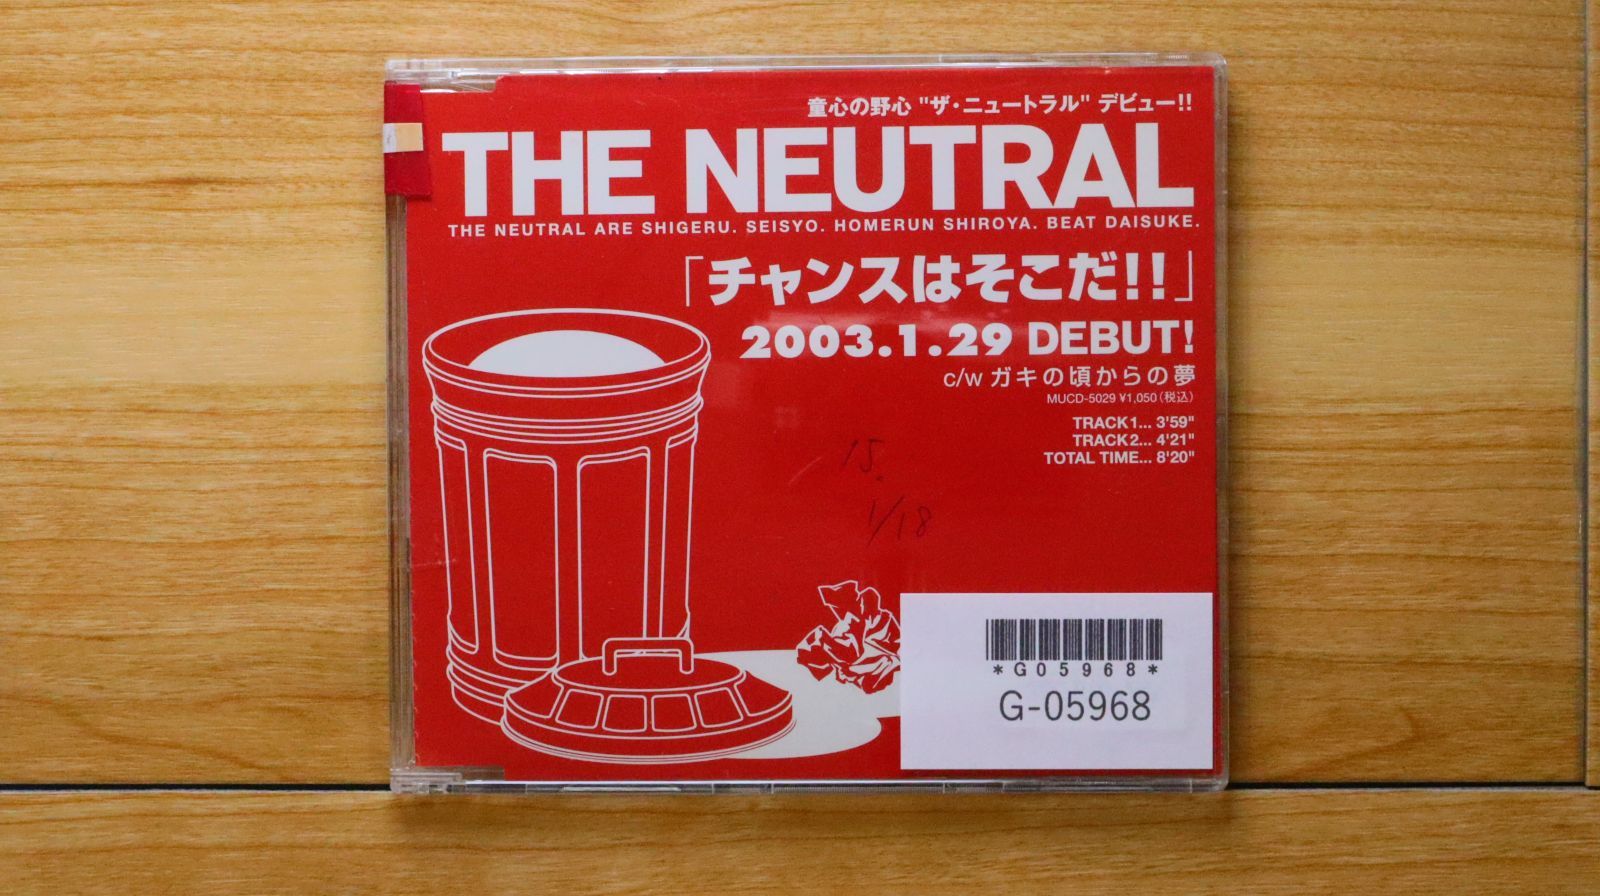 童心の野心 "ザ・ニュートラル" デビュー!!
THE NEUTRAL
THE NEUTRAL ARE SHIGERU. SEISYO. HOMERUN SHIROYA. BEAT DAISUKE.
「チャンスはそこだ!!」
2003.1.29 DEBUT!
c/w ガキの頃からの夢
MUCD-5029 ¥1,050(税込)
TRACK1... 3'59"
TRACK2... 4'21"
TOTAL TIME... 8'20"
15.
1/18
*G05968*
G-05968